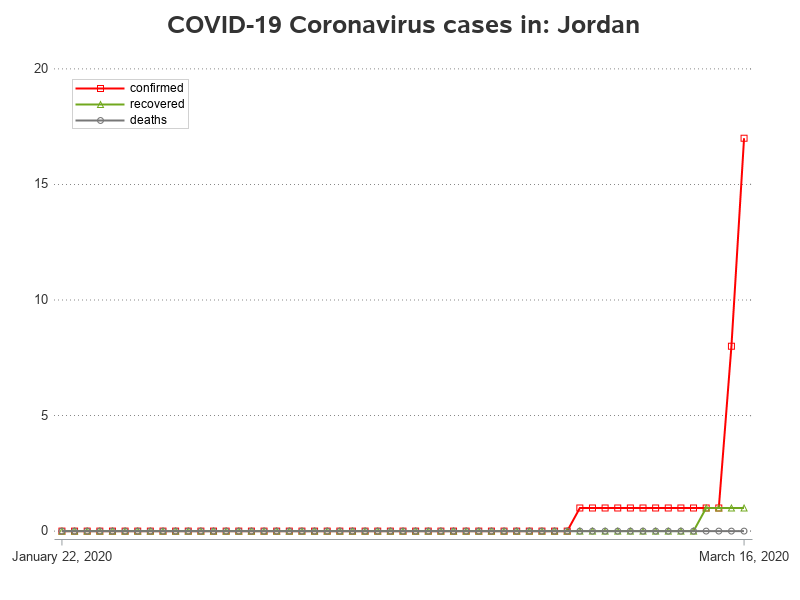 COVID-19 Coronavirus cases in: Jordan
20
confirmed
recovered
deaths
15
10
5
0
January 22, 2020
March 16, 2020